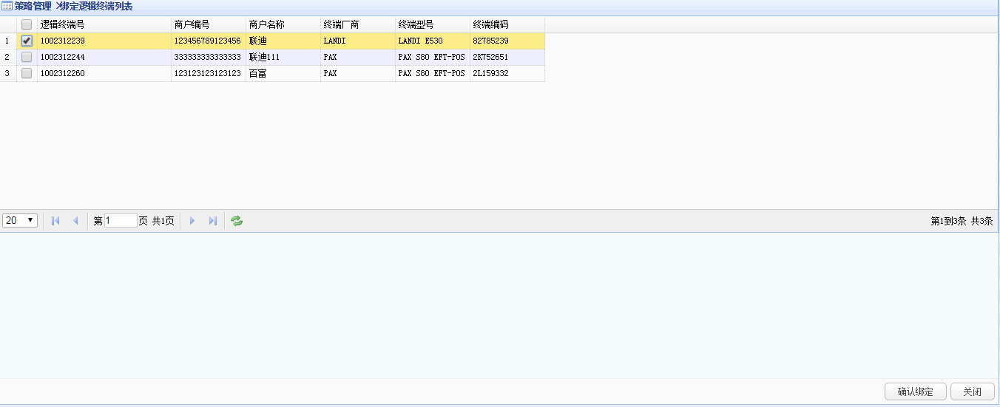 策略管理 >绑定逻辑终端列表
逻辑终端号 商户编号 商户名称 终端厂商 终端型号 终端编码
1 1002312239 123456789123456 联迪 LANDI LANDI E530 82785239
2 1002312244 333333333333333 联迪111 PAX PAX S80 EFT-POS 2K752651
3 1002312260 123123123123123 百富 PAX PAX S80 EFT-POS 2L159332
20 第 1 页 共1页 第1到3条 共3条
确认绑定 关闭